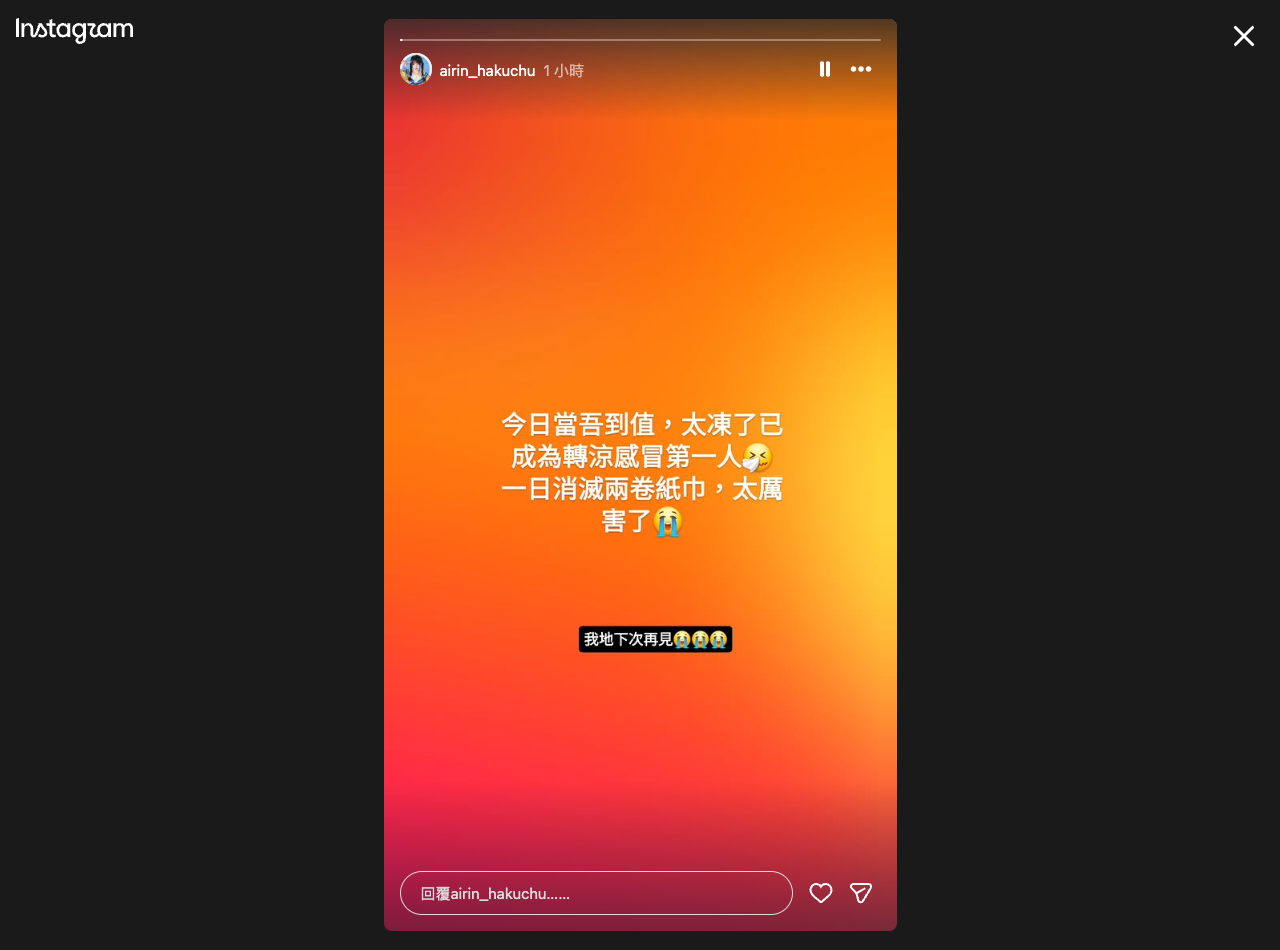 Instagram
airin_hakuchu 1 小時
今日當吾到值，太凍了已
成為轉涼感冒第一人🤧
一日消滅兩卷紙巾，太厲
害了😭
我地下次再見😭😭😭
回覆airin_hakuchu......